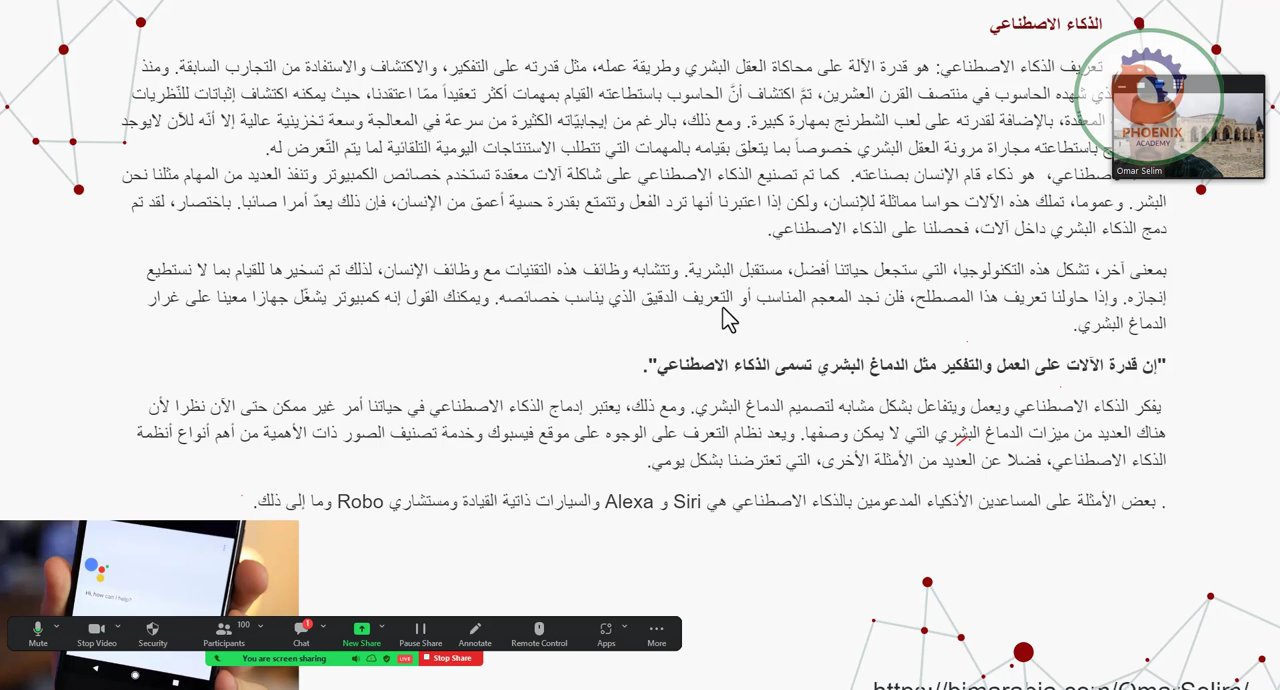 الذكاء الاصطناعي
تعريف الذكاء الاصطناعي: هو قدرة الآلة على محاكاة العقل البشري وطريقة عمله، مثل قدرته على التفكير، والاكتشاف والاستفادة من التجارب السابقة. ومنذ
شهده الحاسوب في منتصف القرن العشرين، تمَّ اكتشاف أنَّ الحاسوب باستطاعته القيام بمهمات أكثر تعقيداً ممّا اعتقدنا، حيث يمكنه اكتشاف إثباتات للنّظريات
المعقّدة، بالإضافة لقدرته على لعب الشطرنج بمهارة كبيرة. ومع ذلك، بالرغم من إيجابيّاته الكثيرة من سرعة في المعالجة وسعة تخزينية عالية إلا أنّه للآن لايوجد
باستطاعته مجاراة مرونة العقل البشري خصوصاً بما يتعلق بقيامه بالمهمات التي تتطلب الاستنتاجات اليومية التلقائية لما يتم التّعرض له.
هو ذكاء قام الإنسان بصناعته. كما تم تصنيع الذكاء الاصطناعي على شاكلة آلات معقدة تستخدم خصائص الكمبيوتر وتنفذ العديد من المهام مثلنا نحن
البشر. وعموما، تملك هذه الآلات حواسا مماثلة للإنسان، ولكن إذا اعتبرنا أنها ترد الفعل وتتمتع بقدرة حسية أعمق من الإنسان، فإن ذلك يعدّ أمرا صائبا. باختصار، لقد تم
دمج الذكاء البشري داخل آلات، فحصلنا على الذكاء الاصطناعي.
بمعنى آخر، تشكل هذه التكنولوجيا، التي ستجعل حياتنا أفضل، مستقبل البشرية. وتتشابه وظائف هذه التقنيات مع وظائف الإنسان، لذلك تم تسخيرها للقيام بما لا نستطيع
إنجازه. وإذا حاولنا تعريف هذا المصطلح، فلن نجد المعجم المناسب أو التعريف الدقيق الذي يناسب خصائصه. ويمكنك القول إنه كمبيوتر يشغّل جهازا معينا على غرار
الدماغ البشري.
"إن قدرة الآلات على العمل والتفكير مثل الدماغ البشري تسمى الذكاء الاصطناعي".
يفكر الذكاء الاصطناعي ويعمل ويتفاعل بشكل مشابه لتصميم الدماغ البشري. ومع ذلك، يعتبر إدماج الذكاء الاصطناعي في حياتنا أمر غير ممكن حتى الآن نظرا لأن
هناك العديد من ميزات الدماغ البشري التي لا يمكن وصفها. ويعد نظام التعرف على الوجوه على موقع فيسبوك وخدمة تصنيف الصور ذات الأهمية من أهم أنواع أنظمة
الذكاء الاصطناعي، فضلا عن العديد من الأمثلة الأخرى، التي تعترضنا بشكل يومي.
. بعض الأمثلة على المساعدين الأذكياء المدعومين بالذكاء الاصطناعي هي Siri و Alexa والسيارات ذاتية القيادة ومستشاري Robo وما إلى ذلك.
PHOENIX
ACADEMY
Omar Selim
Hi, how can I help?
Mute Stop Video Security Participants 100 Chat 1 New Share Pause Share Annotate Remote Control Apps More
You are screen sharing LIVE Stop Share